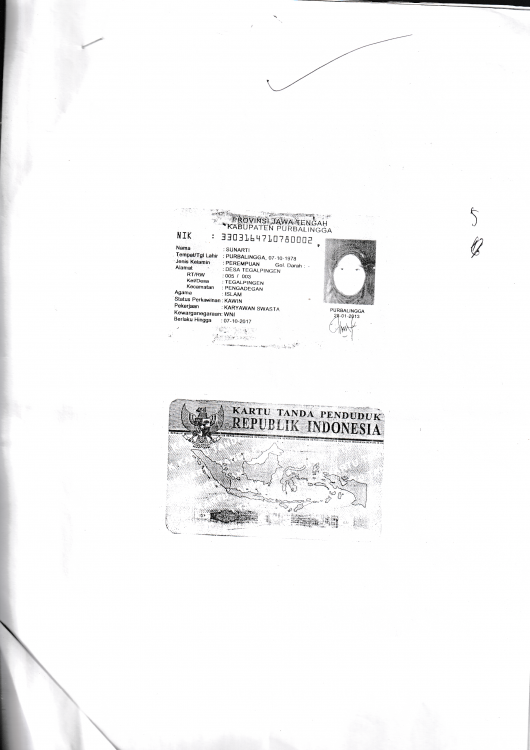 PROVINSI JAWA TENGAH
KABUPATEN PURBALINGGA
NIK : 3303164710780002
Nama : SUNARTI
Tempat/Tgl Lahir : PURBALINGGA, 07-10-1978
Jenis Kelamin : PEREMPUAN Gol. Darah : -
Alamat : DESA TEGALPINGEN
RT/RW : 005 / 003
Kel/Desa : TEGALPINGEN
Kecamatan : PENGADEGAN
Agama : ISLAM
Status Perkawinan : KAWIN
Pekerjaan : KARYAWAN SWASTA
Kewarganegaraan: WNI
Berlaku Hingga : 07-10-2017
PURBALINGGA
28-01-2013
5
KARTU TANDA PENDUDUK
REPUBLIK INDONESIA